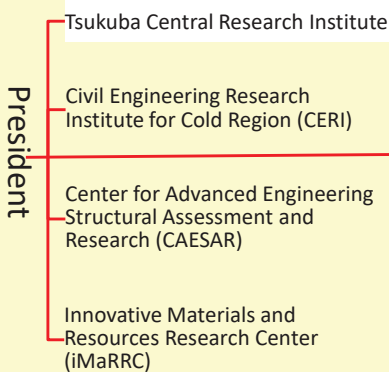 President
Tsukuba Central Research Institute
Civil Engineering Research
Institute for Cold Region (CERI)
Center for Advanced Engineering
Structural Assessment and
Research (CAESAR)
Innovative Materials and
Resources Research Center
(iMaRRC)